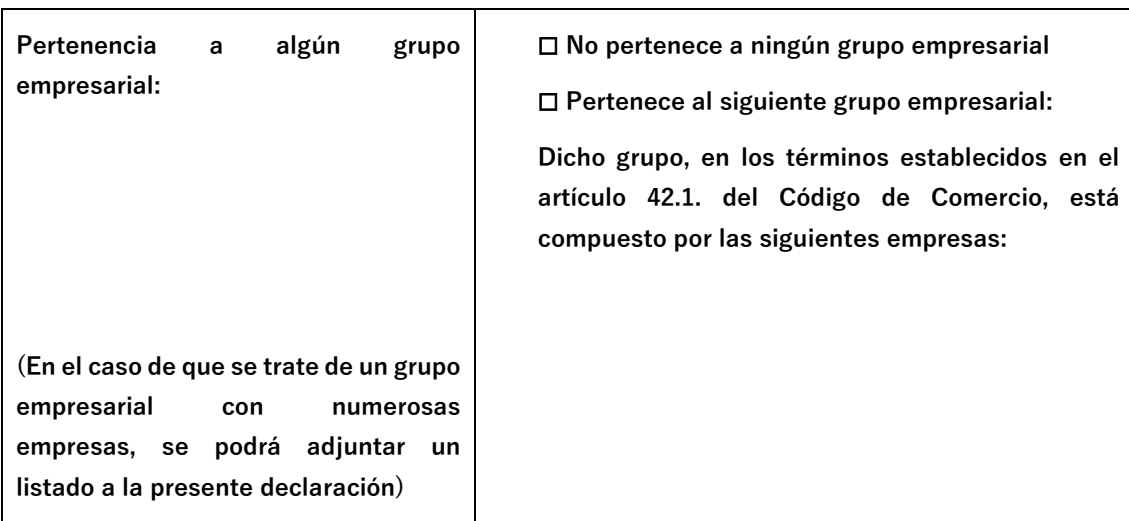 Pertenencia a algún grupo
empresarial:
(En el caso de que se trate de un grupo
empresarial con numerosas
empresas, se podrá adjuntar un
listado a la presente declaración)
☐ No pertenece a ningún grupo empresarial
☐ Pertenece al siguiente grupo empresarial:
Dicho grupo, en los términos establecidos en el
artículo 42.1. del Código de Comercio, está
compuesto por las siguientes empresas: